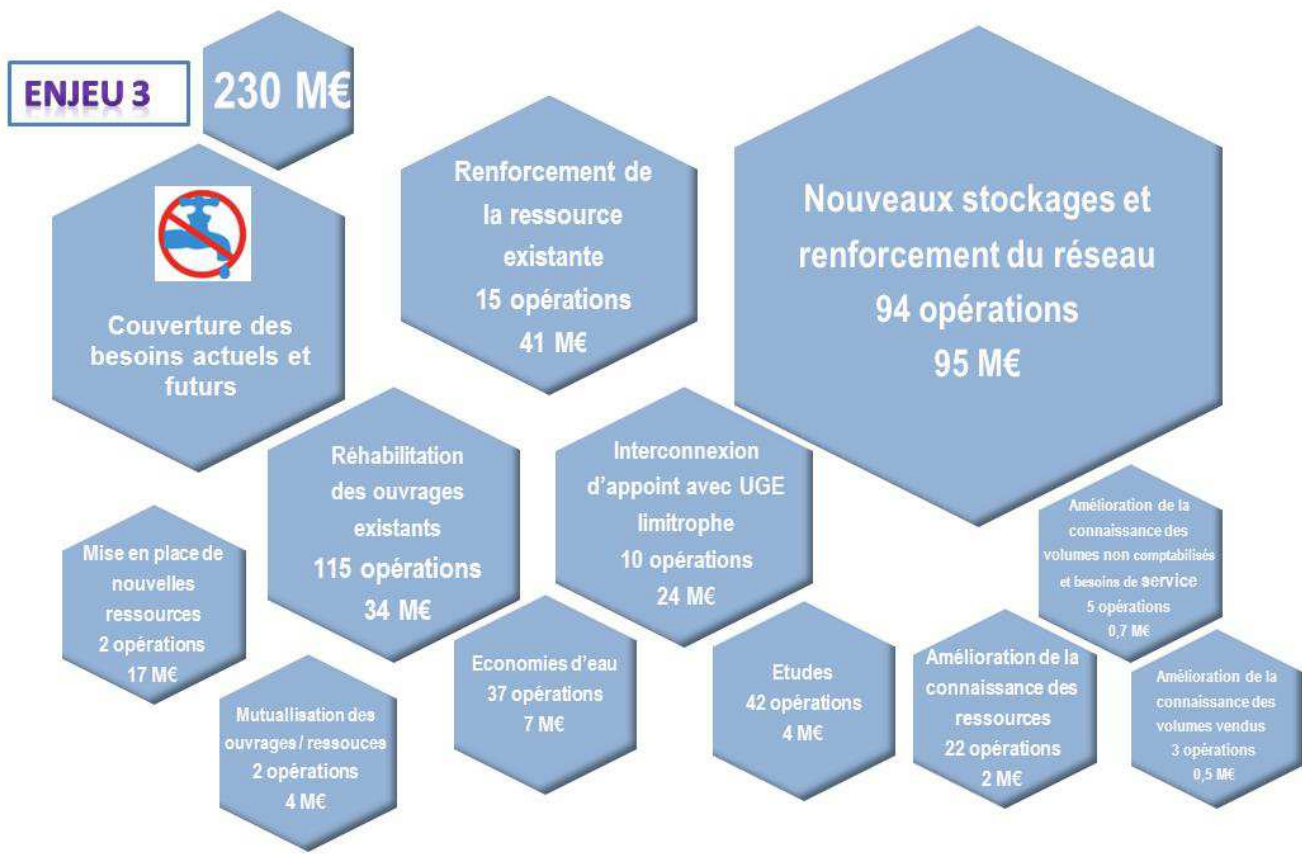 ENJEU 3
230 M€
Couverture des
besoins actuels et
futurs
Renforcement de
la ressource
existante
15 opérations
41 M€
Nouveaux stockages et
renforcement du réseau
94 opérations
95 M€
Réhabilitation
des ouvrages
existants
115 opérations
34 M€
Interconnexion
d'appoint avec UGE
limitrophe
10 opérations
24 M€
Mise en place de
nouvelles
ressources
2 opérations
17 M€
Mutuallisation des
ouvrages / ressouces
2 opérations
4 M€
Economies d'eau
37 opérations
7 M€
Etudes
42 opérations
4 M€
Amélioration de la
connaissance des
ressources
22 opérations
2 M€
Amélioration de la
connaissance des
volumes non comptabilisés
et besoins de service
5 opérations
0,7 M€
Amélioration de la
connaissance des
volumes vendus
3 opérations
0,5 M€